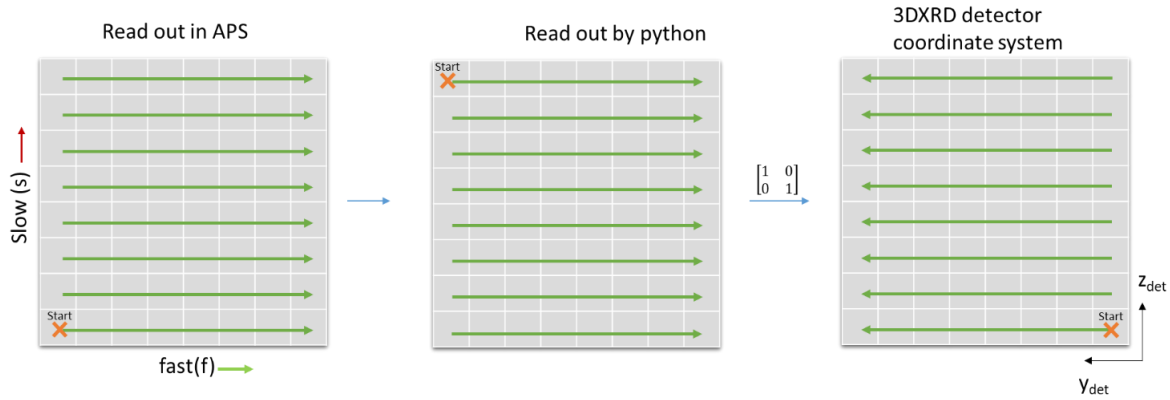 Read out in APS
Start
Slow (s)
fast(f)
Read out by python
Start
[1 0
0 1]
3DXRD detector
coordinate system
Start
z_det
y_det